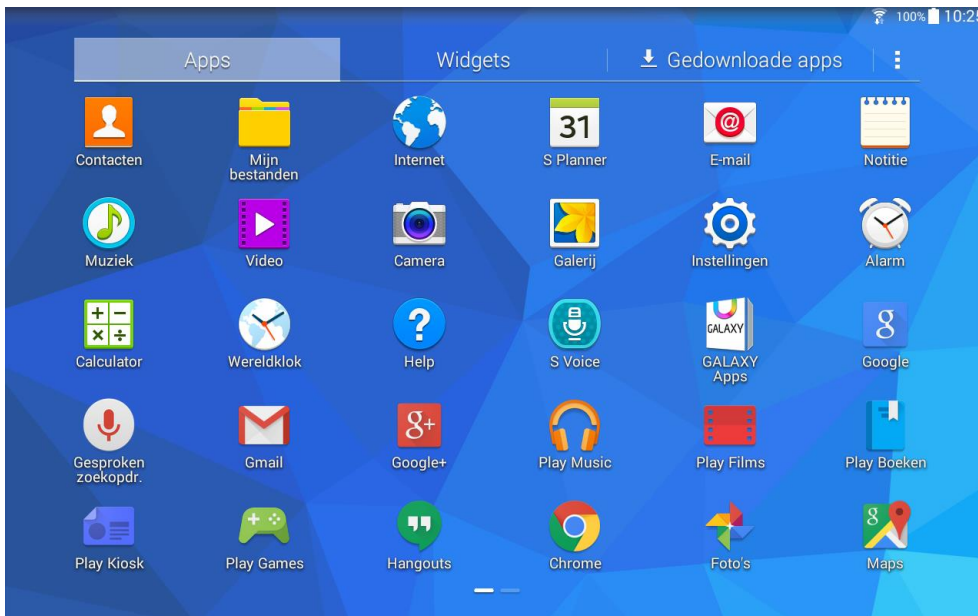 100% 10:25
Apps Widgets Gedownloade apps
31
GALAXY
g
Contacten Mijn bestanden Internet S Planner E-mail Notitie
Muziek Video Camera Galerij Instellingen Alarm
Calculator Wereldklok Help S Voice GALAXY Apps Google
g+
Gesproken zoekopdr. Gmail Google+ Play Music Play Films Play Boeken
g
Play Kiosk Play Games Hangouts Chrome Foto's Maps